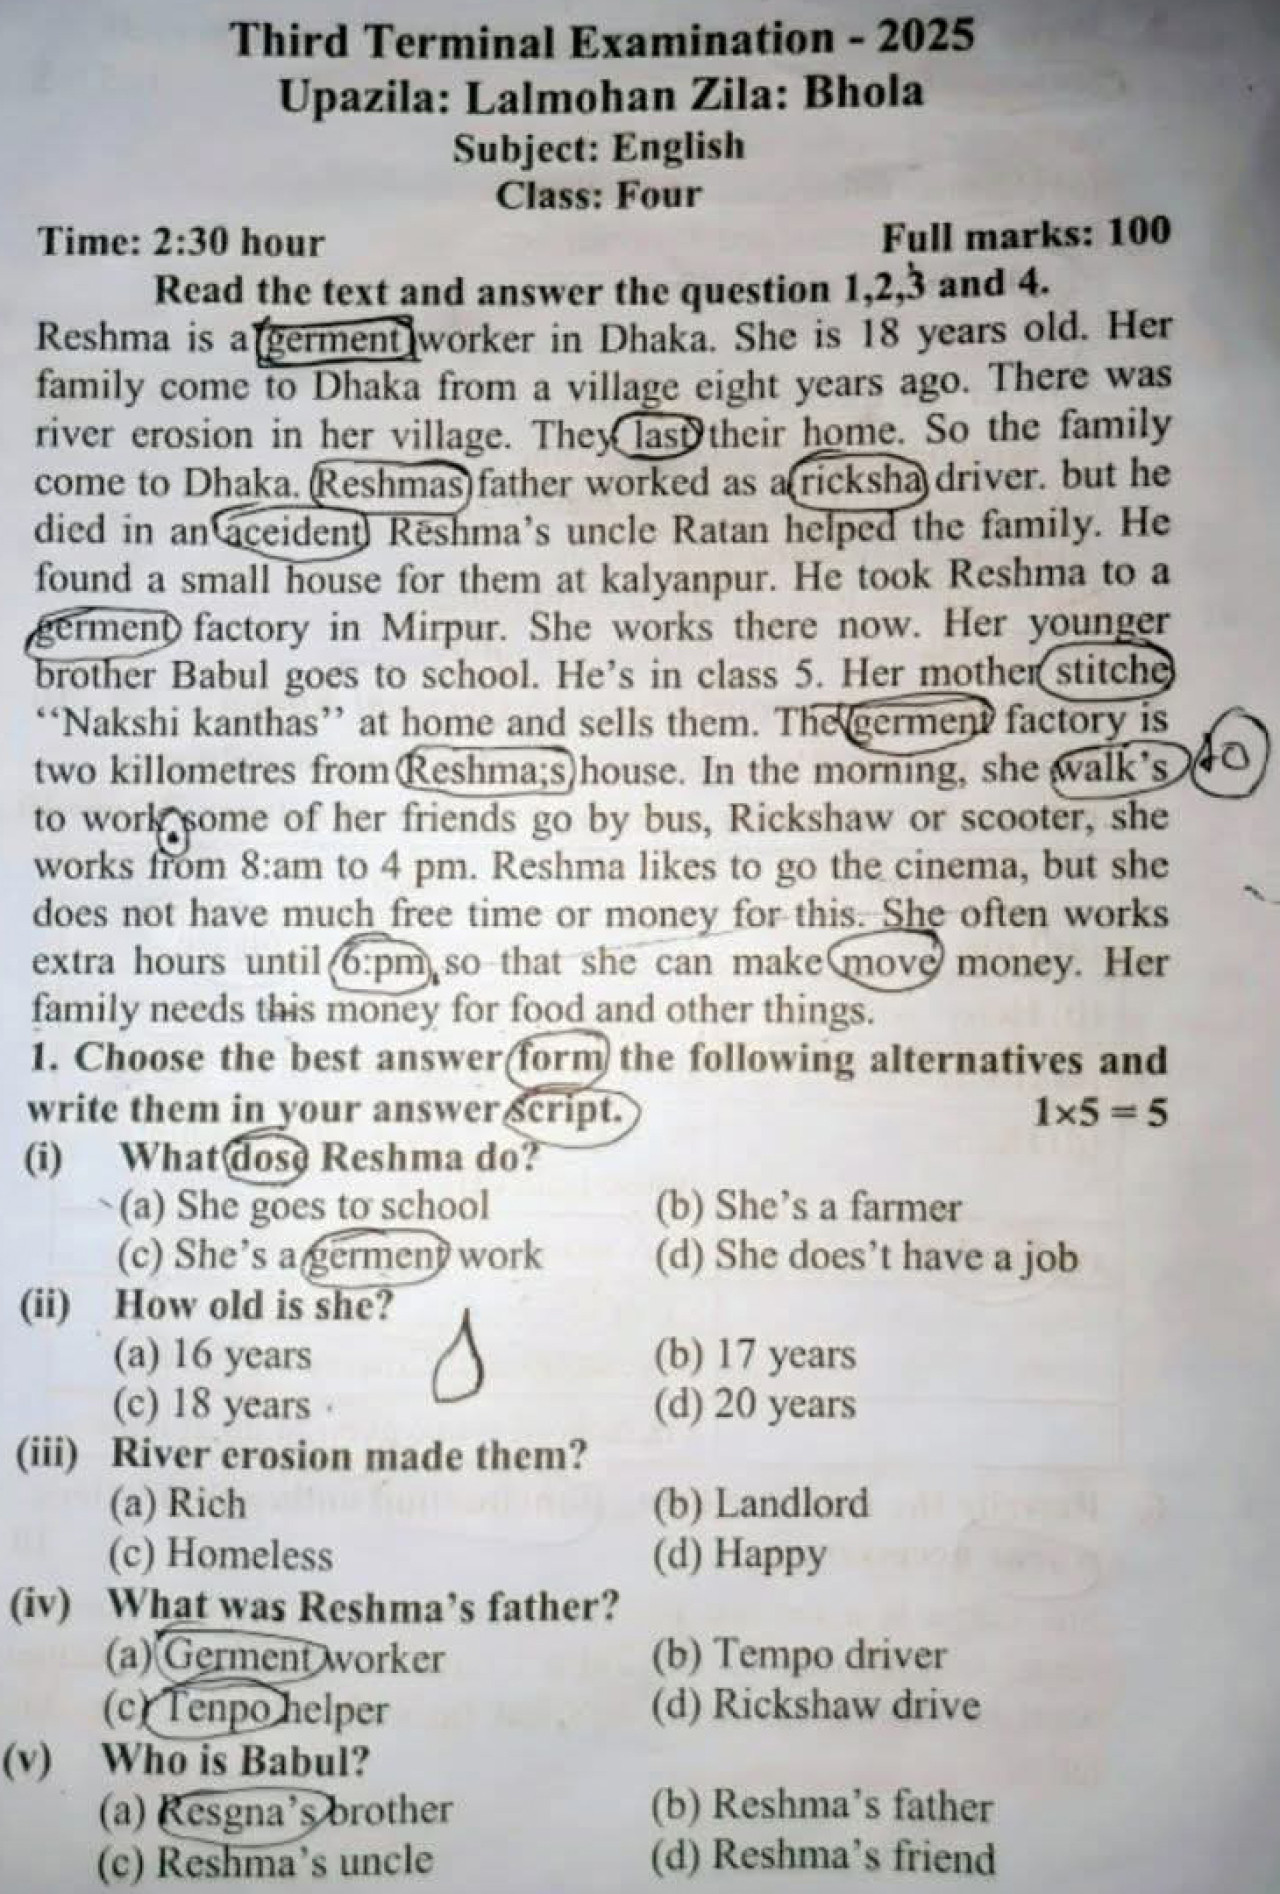 Third Terminal Examination - 2025
Upazila: Lalmohan Zila: Bhola
Subject: English
Class: Four
Time: 2:30 hour Full marks: 100
Read the text and answer the question 1,2,3 and 4.
Reshma is a germent worker in Dhaka. She is 18 years old. Her
family come to Dhaka from a village eight years ago. There was
river erosion in her village. They last their home. So the family
come to Dhaka. Reshmas father worked as a ricksha driver. but he
died in an aceident Reshma's uncle Ratan helped the family. He
found a small house for them at kalyanpur. He took Reshma to a
germent factory in Mirpur. She works there now. Her younger
brother Babul goes to school. He's in class 5. Her mother stitche
“Nakshi kanthas” at home and sells them. The germent factory is
two killometres from Reshma;s house. In the morning, she walk's
to work. some of her friends go by bus, Rickshaw or scooter, she
works from 8:am to 4 pm. Reshma likes to go the cinema, but she
does not have much free time or money for this. She often works
extra hours until 6:pm, so that she can make move money. Her
family needs this money for food and other things.
1. Choose the best answer form the following alternatives and
write them in your answer script. 1×5 = 5
(i) What dose Reshma do?
(a) She goes to school (b) She's a farmer
(c) She's a germent work (d) She does't have a job
(ii) How old is she?
(a) 16 years (b) 17 years
(c) 18 years (d) 20 years
(iii) River erosion made them?
(a) Rich (b) Landlord
(c) Homeless (d) Happy
(iv) What was Reshma's father?
(a) Germent worker (b) Tempo driver
(c) Tenpo helper (d) Rickshaw drive
(v) Who is Babul?
(a) Resgna's brother (b) Reshma's father
(c) Reshma's uncle (d) Reshma's friend